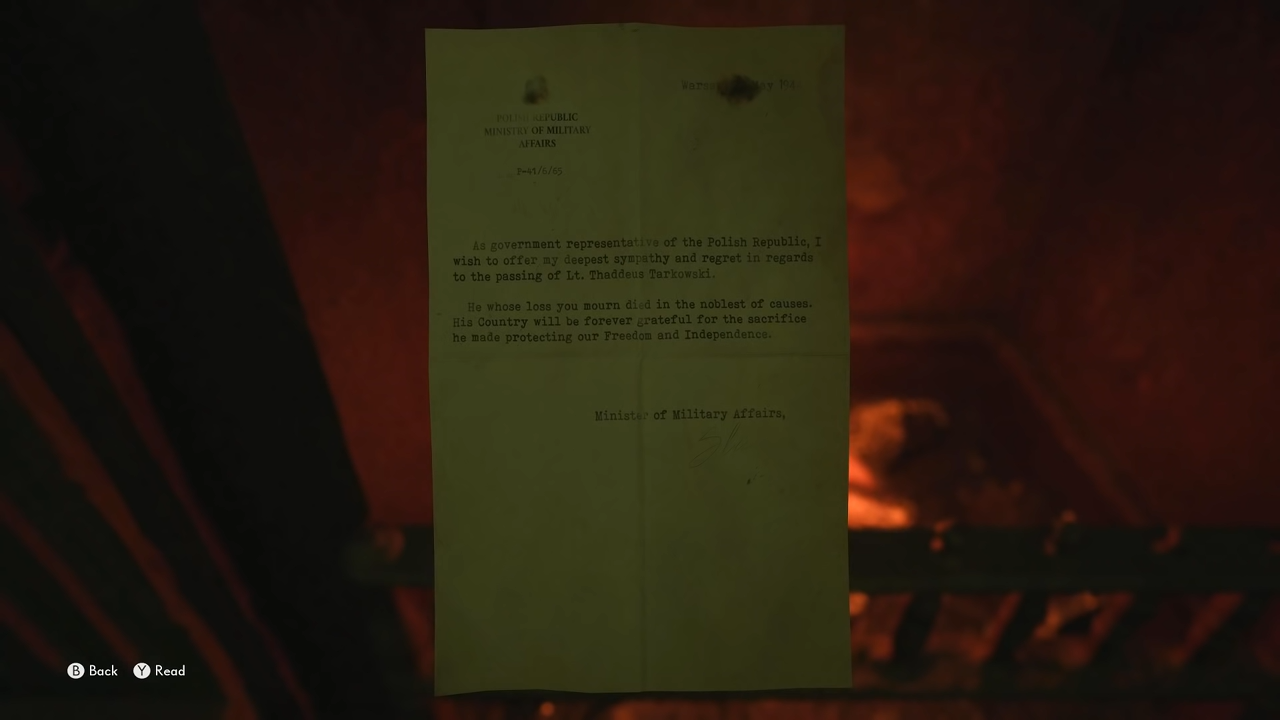 POLISH REPUBLIC
MINISTRY OF MILITARY
AFFAIRS
As government representative of the Polish Republic, I
wish to offer my deepest sympathy and regret in regards
to the passing of Lt. Thaddeus Tarkowski.
He whose loss you mourn died in the noblest of causes.
His Country will be forever grateful for the sacrifice
he made protecting our Freedom and Independence.
Minister of Military Affairs,
B Back Y Read